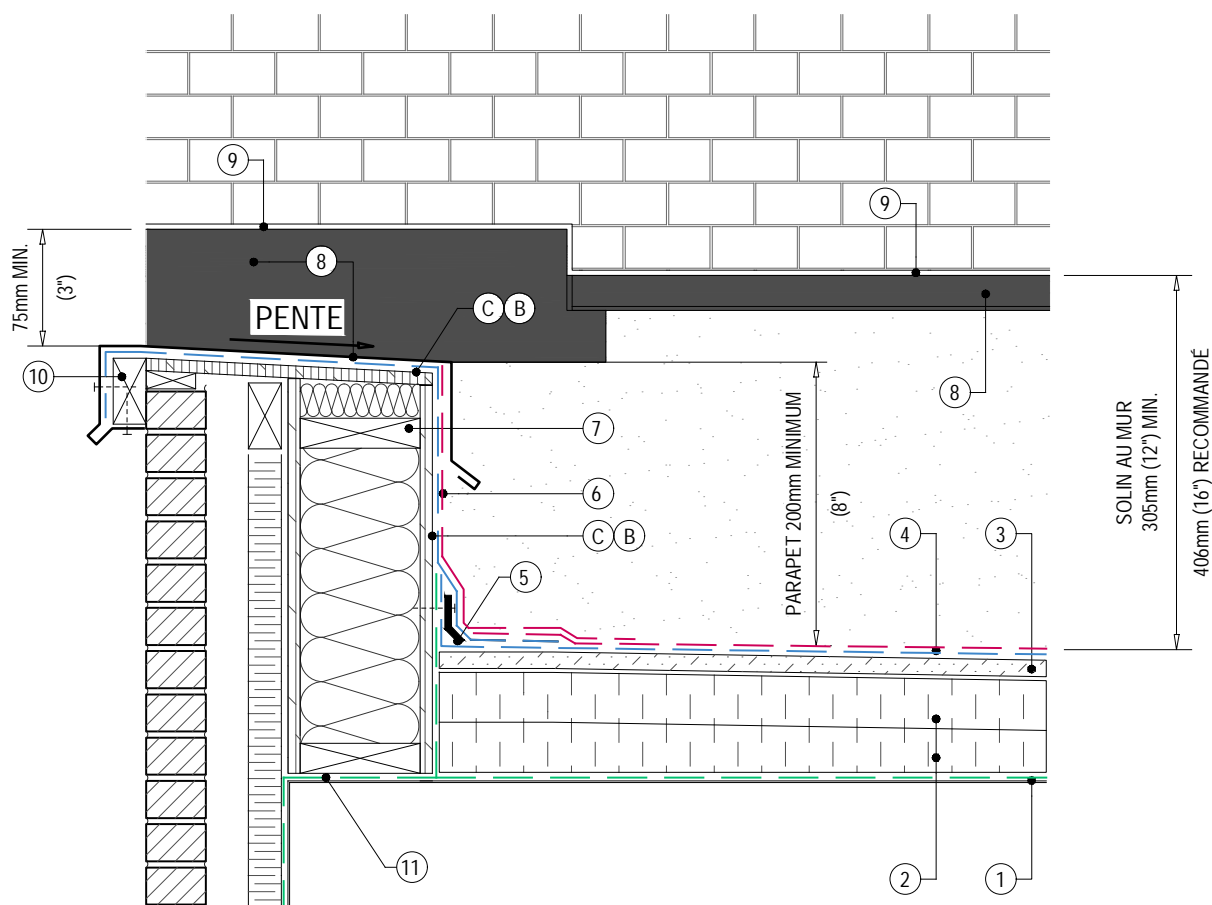 9
9
75mm MIN.
(3")
8
PENTE
C B
8
10
7
6
C B
5
PARAPET 200mm MINIMUM
(8")
4
3
SOLIN AU MUR
305mm (12") MIN.
406mm (16") RECOMMANDÉ
11
2
1